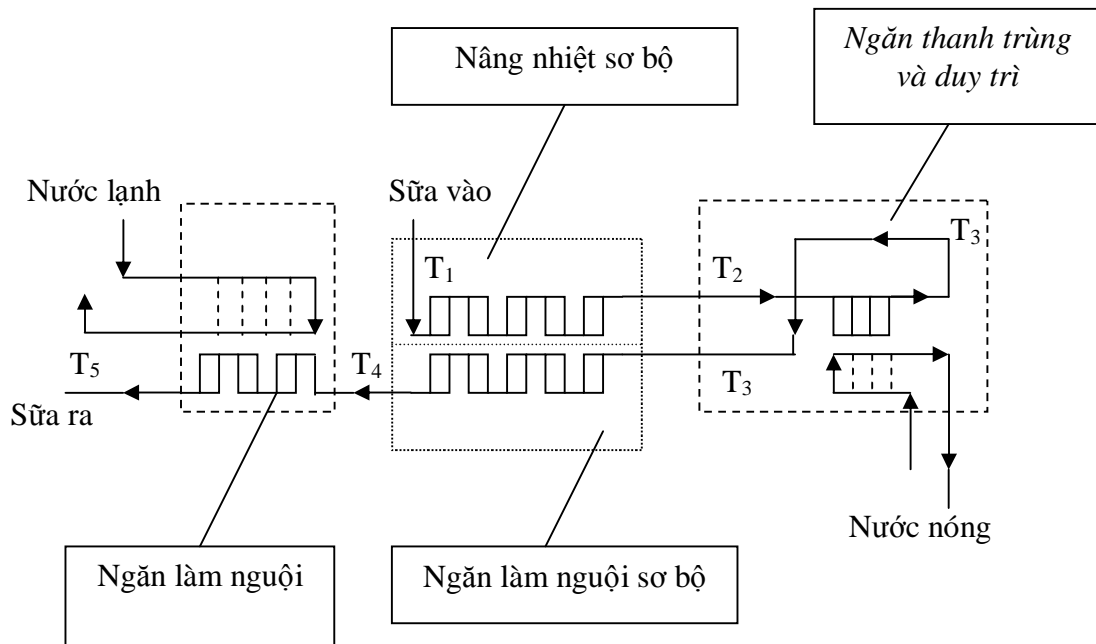 Nâng nhiệt sơ bộ
Ngăn thanh trùng
và duy trì
Nước lạnh
Sữa vào
T₁
T₂
T₃
T₅
T₄
T₃
Sữa ra
Nước nóng
Ngăn làm nguội
Ngăn làm nguội sơ bộ